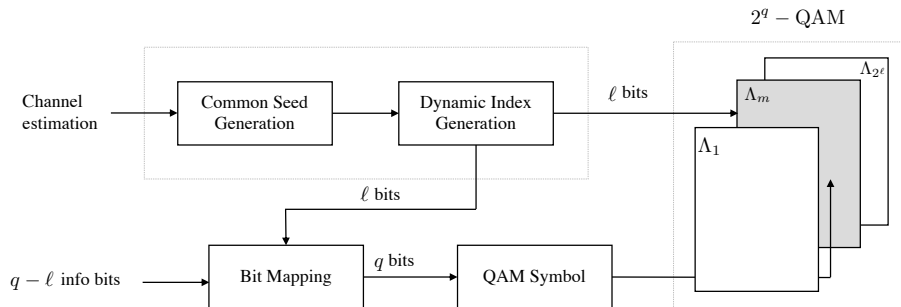 2^q − QAM
Λ_{2^ℓ}
Λ_m
Λ_1
Channel
estimation
Common Seed
Generation
Dynamic Index
Generation
ℓ bits
ℓ bits
q − ℓ info bits
Bit Mapping
q bits
QAM Symbol